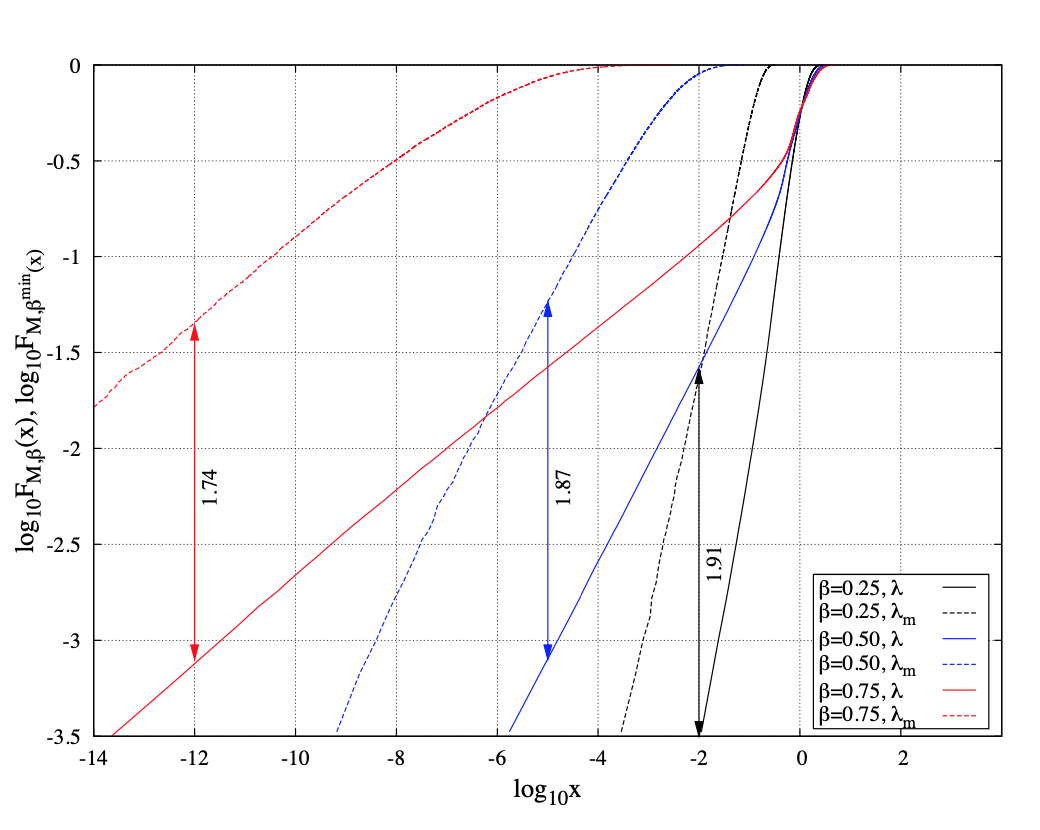 0
-0.5
-1
-1.5
-2
-2.5
-3
-3.5
-14
-12
-10
-8
-6
-4
-2
0
2
log10x
log10FM,β(x), log10FM,βmin(x)
1.74
1.87
1.91
β=0.25, λ
β=0.25, λm
β=0.50, λ
β=0.50, λm
β=0.75, λ
β=0.75, λm